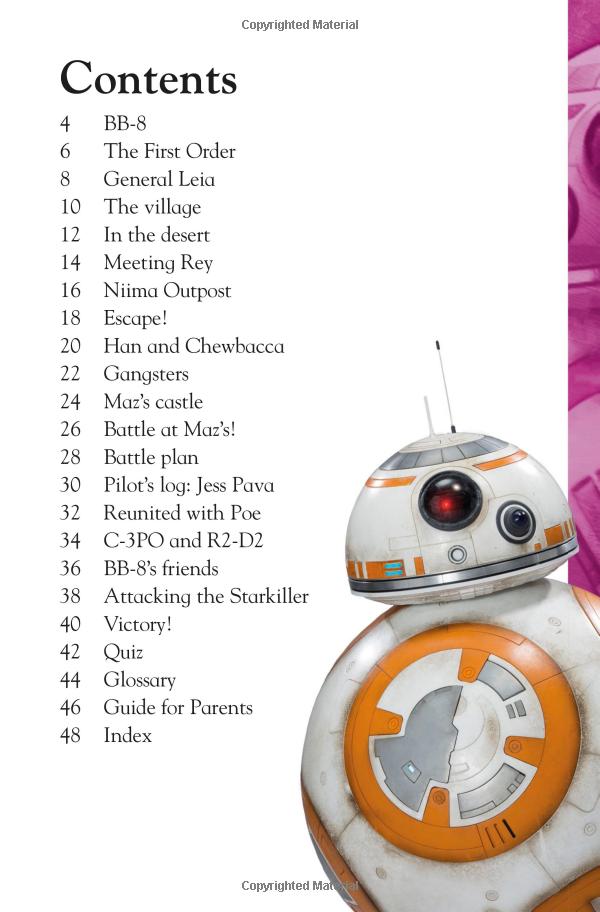 Copyrighted Material
Contents
4 BB-8
6 The First Order
8 General Leia
10 The village
12 In the desert
14 Meeting Rey
16 Niima Outpost
18 Escape!
20 Han and Chewbacca
22 Gangsters
24 Maz's castle
26 Battle at Maz's!
28 Battle plan
30 Pilot's log: Jess Pava
32 Reunited with Poe
34 C-3PO and R2-D2
36 BB-8's friends
38 Attacking the Starkiller
40 Victory!
42 Quiz
44 Glossary
46 Guide for Parents
48 Index
Copyrighted Material